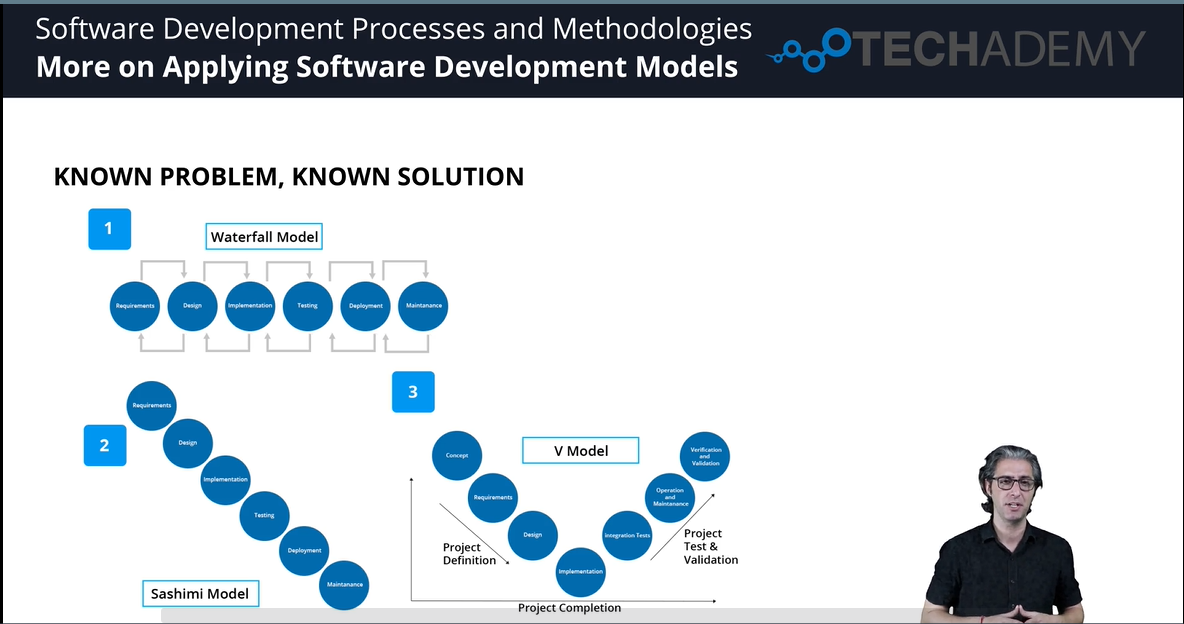 Software Development Processes and Methodologies
More on Applying Software Development Models
TECHADEMY
KNOWN PROBLEM, KNOWN SOLUTION
1
Waterfall Model
Requirements
Design
Implementation
Testing
Deployment
Maintanance
2
Requirements
Design
Implementation
Testing
Deployment
Maintanance
Sashimi Model
3
V Model
Concept
Requirements
Design
Implementation
Integration Tests
Operation
and
Maintanance
Verification
and
Validation
Project
Definition
Project
Test &
Validation
Project Completion